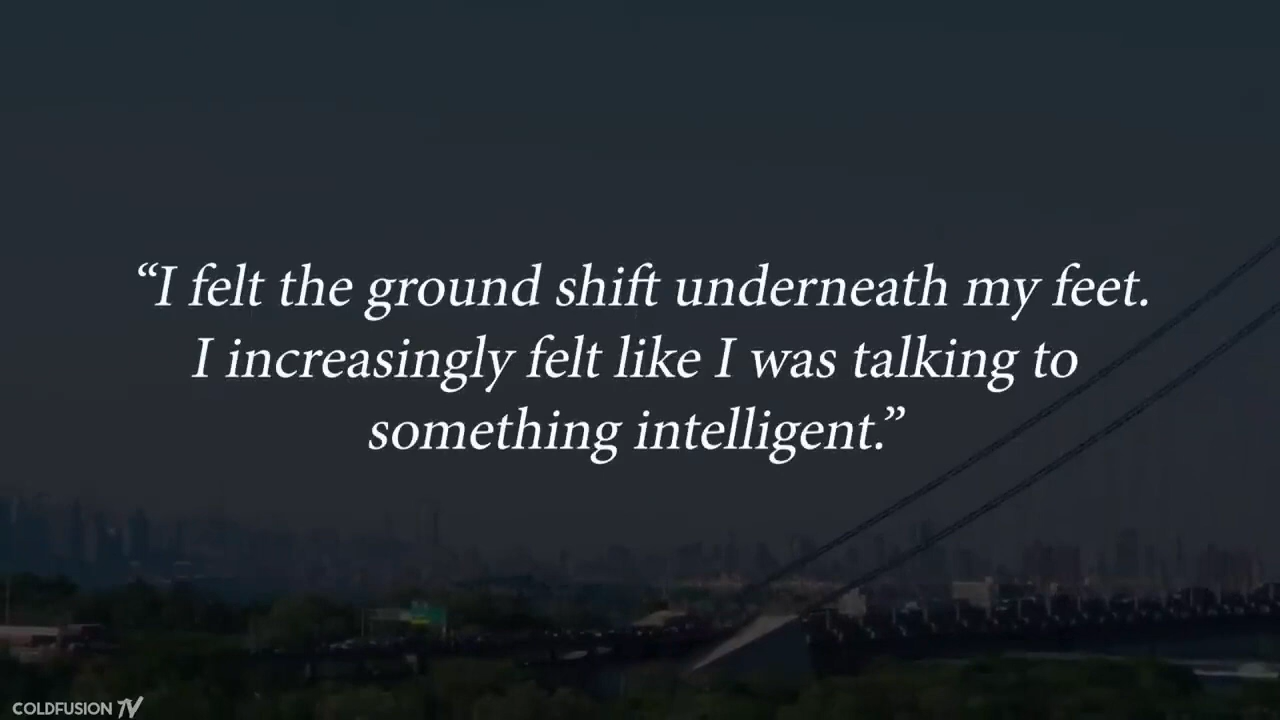 “I felt the ground shift underneath my feet.
I increasingly felt like I was talking to
something intelligent.”
COLDFUSION TV